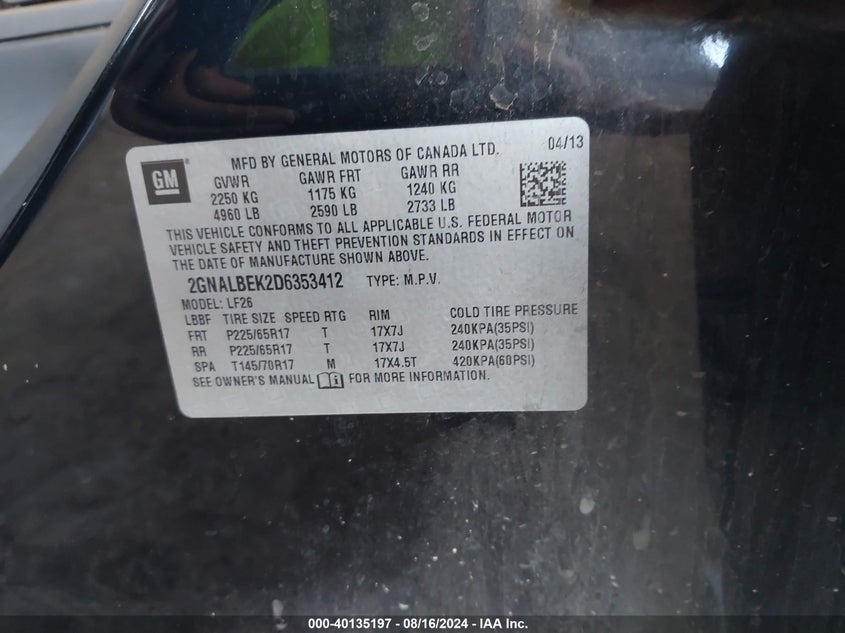 GM
MFD BY GENERAL MOTORS OF CANADA LTD. 04/13
GVWR GAWR FRT GAWR RR
2250 KG 1175 KG 1240 KG
4960 LB 2590 LB 2733 LB
THIS VEHICLE CONFORMS TO ALL APPLICABLE U.S. FEDERAL MOTOR
VEHICLE SAFETY AND THEFT PREVENTION STANDARDS IN EFFECT ON
THE DATE OF MANUFACTURE SHOWN ABOVE.
2GNALBEK2D6353412 TYPE: M.P.V.
MODEL: LF26
LBBF TIRE SIZE SPEED RTG RIM COLD TIRE PRESSURE
FRT P225/65R17 T 17X7J 240KPA(35PSI)
RR P225/65R17 T 17X7J 240KPA(35PSI)
SPA T145/70R17 M 17X4.5T 420KPA(60PSI)
SEE OWNER'S MANUAL FOR MORE INFORMATION.
000-40135197 - 08/16/2024 - IAA Inc.